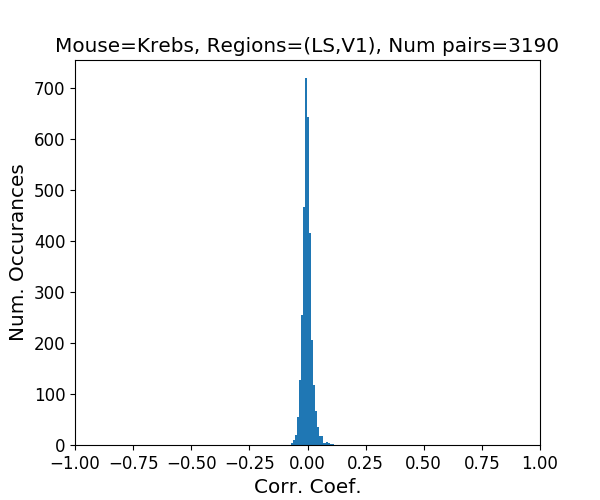 Mouse=Krebs, Regions=(LS,V1), Num pairs=3190
Num. Occurances
700
600
500
400
300
200
100
0
−1.00 −0.75 −0.50 −0.25 0.00 0.25 0.50 0.75 1.00
Corr. Coef.